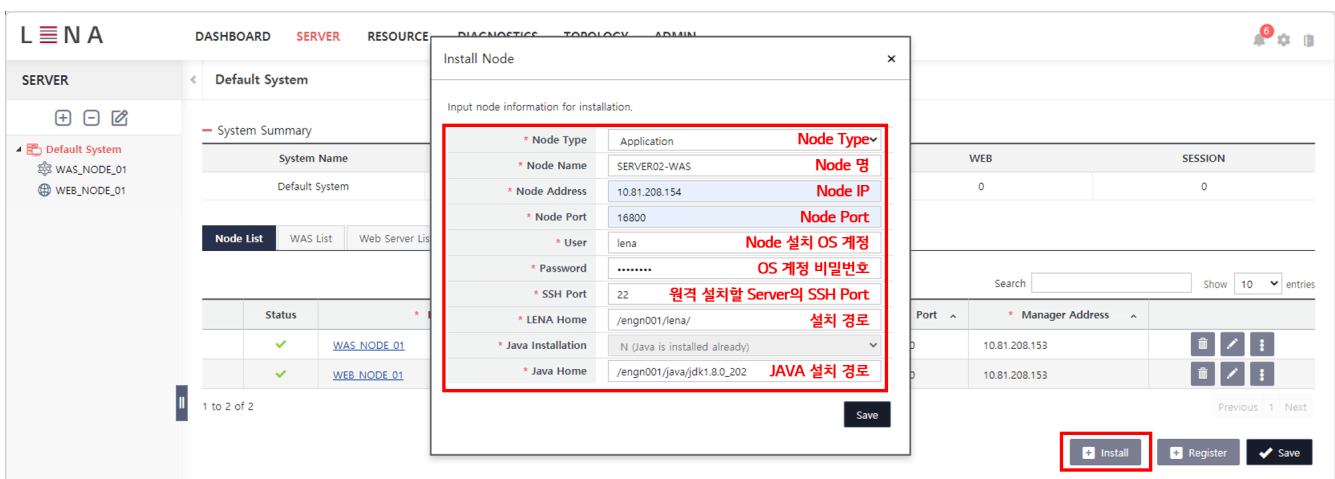 LENA
DASHBOARD SERVER RESOURCE DIAGNOSTICS TOPOLOGY ADMIN
6
SERVER
Default System
Default System
WAS_NODE_01
WEB_NODE_01
System Summary
System Name WEB SESSION
Default System 0 0
Node List WAS List Web Server Lis
Search Show 10 entries
Status * Port * Manager Address
WAS_NODE_01 10.81.208.153
WEB_NODE_01 10.81.208.153
1 to 2 of 2
Previous 1 Next
Install Register Save
Install Node ×
Input node information for installation.
* Node Type Application Node Type
* Node Name SERVER02-WAS Node 명
* Node Address 10.81.208.154 Node IP
* Node Port 16800 Node Port
* User lena Node 설치 OS 계정
* Password •••••••• OS 계정 비밀번호
* SSH Port 22 원격 설치할 Server의 SSH Port
* LENA Home /engn001/lena/ 설치 경로
* Java Installation N (Java is installed already)
* Java Home /engn001/java/jdk1.8.0_202 JAVA 설치 경로
Save